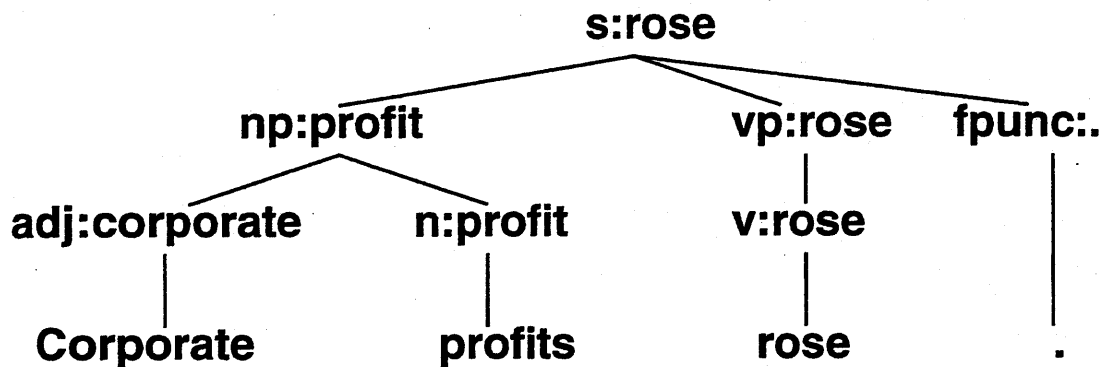 s:rose
np:profit vp:rose fpunc:.
adj:corporate n:profit v:rose
Corporate profits rose .